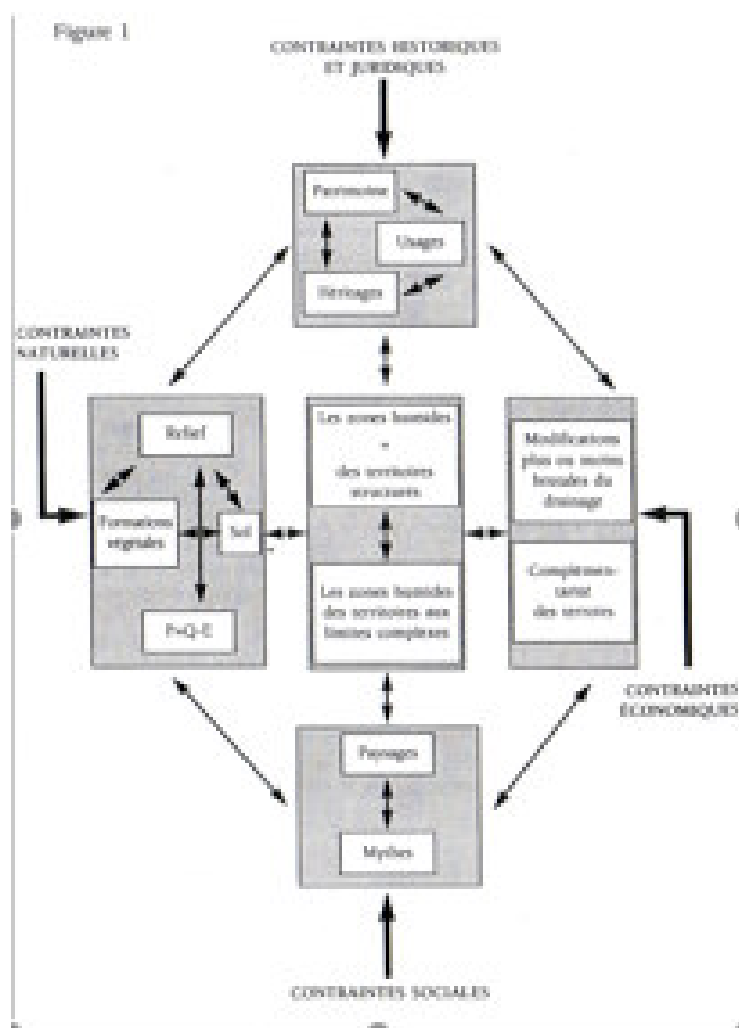 Figure 1
CONTRAINTES HISTORIQUES
ET JURIDIQUES
Patrimoine
Usages
Héritages
CONTRAINTES
NATURELLES
Relief
Formations
végétales
Sol
P=Q-E
Les zones humides
=
des territoires
structurés
Les zones humides
des territoires aux
limites complexes
Modifications
plus ou moins
brutales du
drainage
Complémen-
tarité
des terroirs
CONTRAINTES
ÉCONOMIQUES
Paysages
Mythes
CONTRAINTES SOCIALES